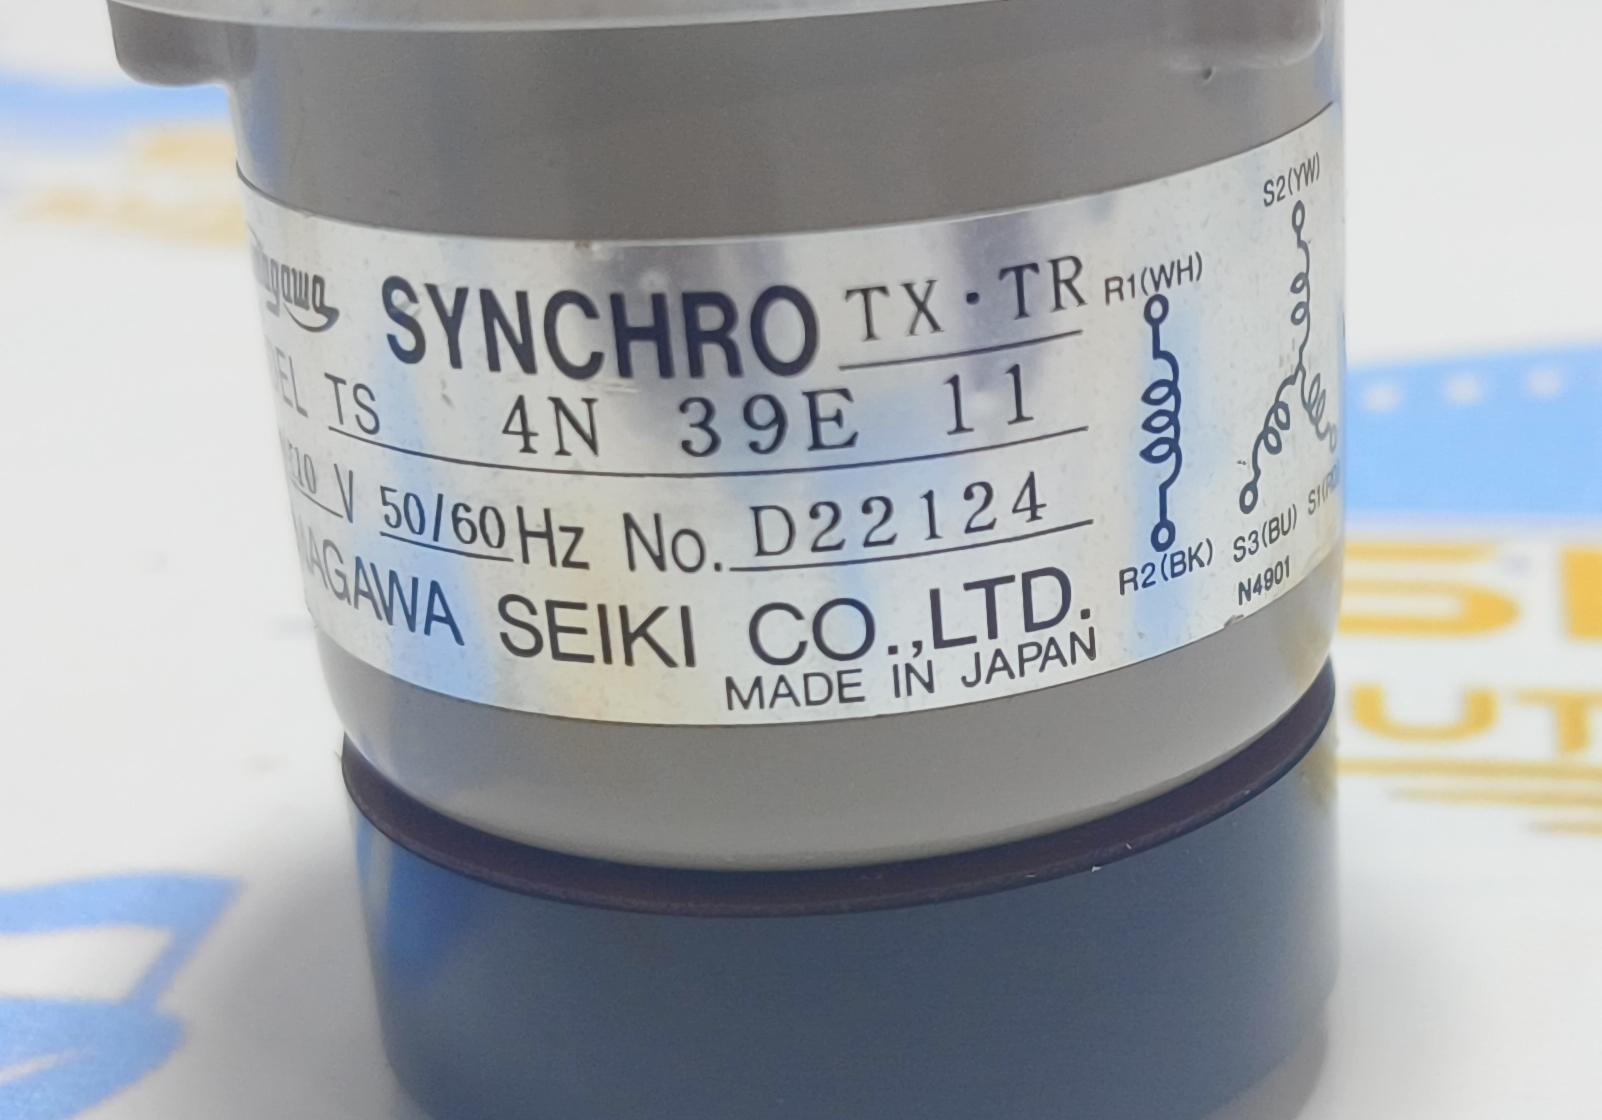 SYNCHRO TX·TR
TS 4N 39E 11
V 50/60 Hz No. D22124
SEIKI CO.,LTD.
MADE IN JAPAN
R1(WH)
R2(BK)
S2(YW)
S3(BU)
N4901